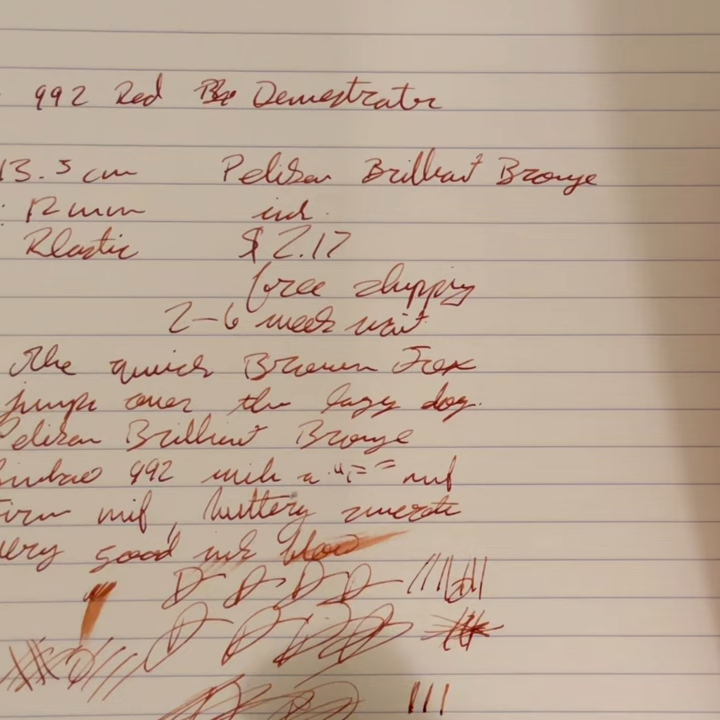 992 Red Demonstrator
13.5 cm Pelikan Brilliant Bronze
12 mm ink
Plastic $2.17
free shipping
2-6 week wait
The quick Brown Fox
jumps over the lazy dog.
Pelikan Brilliant Bronze
992 with a "F" nib
Firm nib, buttery smooth
very good ink flow